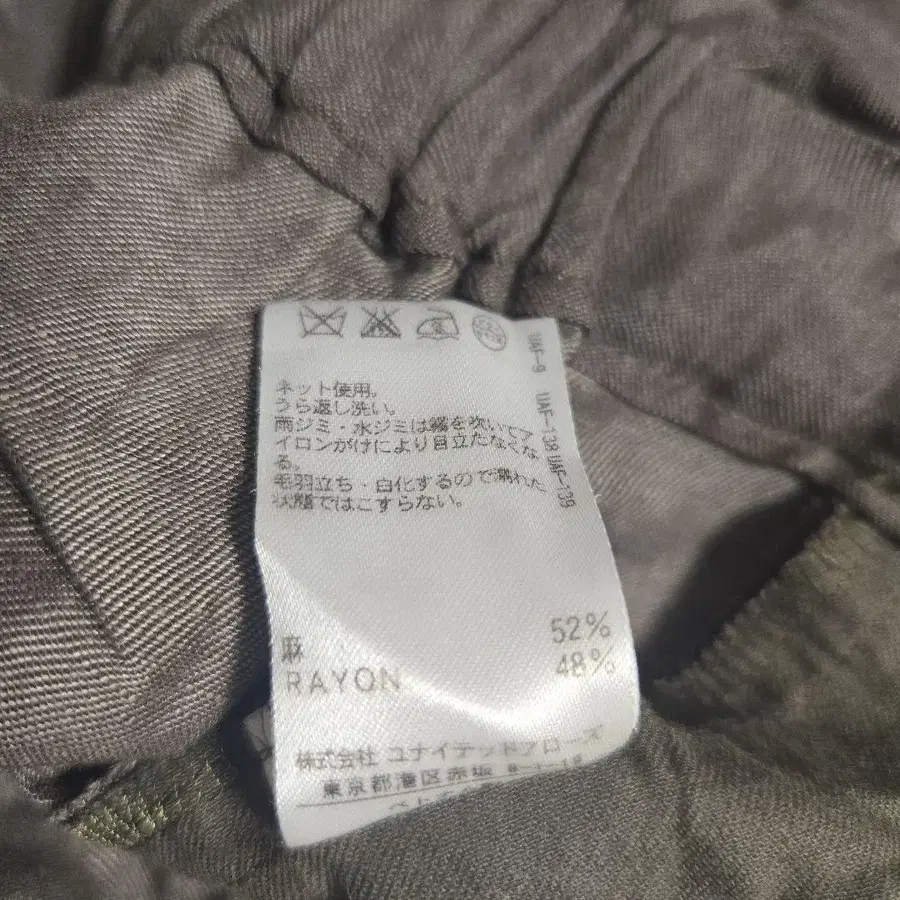 ネット使用。
うら返し洗い。
雨ジミ・水ジミは霧を吹いてア
イロンがけにより目立たなくな
る。
毛羽立ち・白化するので濡れた
状態ではこすらない。
UAF-9 UAF-138 UAF-139
麻 52%
RAYON 48%
株式会社 ユナイテッドアローズ
東京都港区赤坂